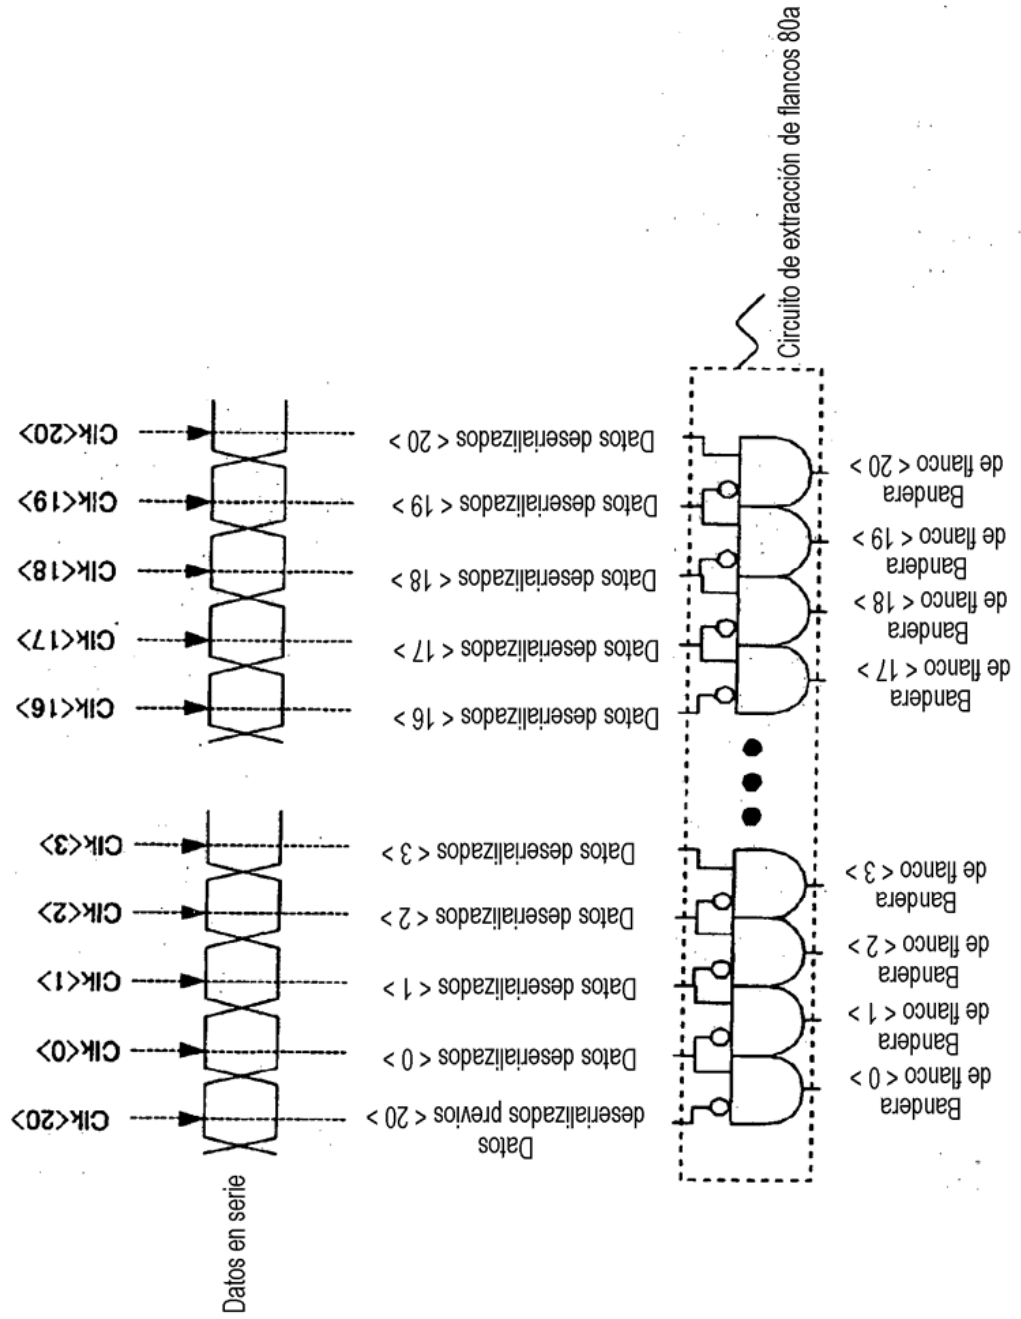 Circuito de extracción de flancos 80a
Clk<20>
Clk<19>
Clk<18>
Clk<17>
Clk<16>
Clk<3>
Clk<2>
Clk<1>
Clk<0>
Clk<20>
Datos en serie
Datos deserializados < 20 >
Datos deserializados < 19 >
Datos deserializados < 18 >
Datos deserializados < 17 >
Datos deserializados < 16 >
Datos deserializados < 3 >
Datos deserializados < 2 >
Datos deserializados < 1 >
Datos deserializados < 0 >
Datos
deserializados previos < 20 >
Bandera
de flanco < 20 >
Bandera
de flanco < 19 >
Bandera
de flanco < 18 >
Bandera
de flanco < 17 >
Bandera
de flanco < 3 >
Bandera
de flanco < 2 >
Bandera
de flanco < 1 >
Bandera
de flanco < 0 >